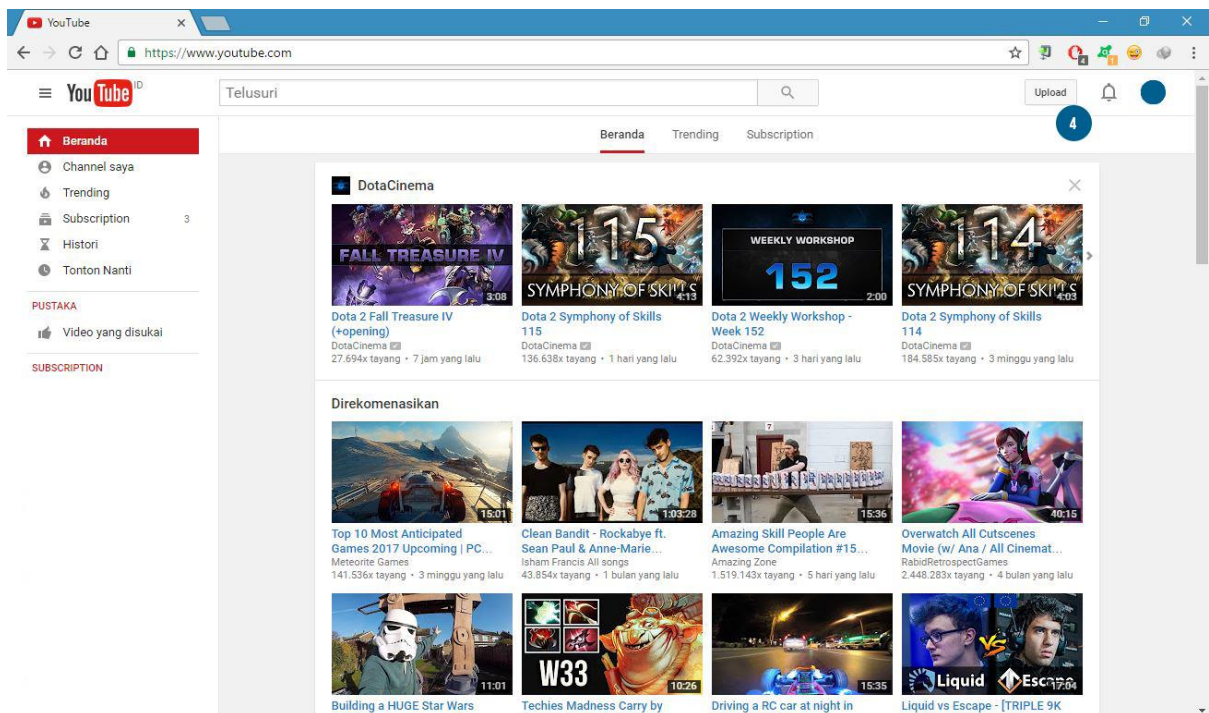 YouTube
https://www.youtube.com
4
1
YouTube ID
Telusuri
Upload
4
Beranda
Trending
Subscription
Beranda
Channel saya
Trending
Subscription 3
Histori
Tonton Nanti
PUSTAKA
Video yang disukai
SUBSCRIPTION
DotaCinema
FALL TREASURE IV
3:08
115
SYMPHONY OF SKILLS
4:13
WEEKLY WORKSHOP
152
2:00
114
SYMPHONY OF SKILLS
4:03
Dota 2 Fall Treasure IV
(+opening)
DotaCinema
27.694x tayang • 7 jam yang lalu
Dota 2 Symphony of Skills
115
DotaCinema
136.638x tayang • 1 hari yang lalu
Dota 2 Weekly Workshop -
Week 152
DotaCinema
62.392x tayang • 3 hari yang lalu
Dota 2 Symphony of Skills
114
DotaCinema
184.585x tayang • 3 minggu yang lalu
Direkomenasikan
15:01
1:03:28
7
15:36
40:15
Top 10 Most Anticipated
Games 2017 Upcoming | PC...
Meteorite Games
141.536x tayang • 3 minggu yang lalu
Clean Bandit - Rockabye ft.
Sean Paul & Anne-Marie...
Isham Francis All songs
43.854x tayang • 1 bulan yang lalu
Amazing Skill People Are
Awesome Compilation #15...
Amazing Zone
1.519.143x tayang • 5 hari yang lalu
Overwatch All Cutscenes
Movie (w/ Ana / All Cinemat...
RabidRetrospectGames
2.448.283x tayang • 4 bulan yang lalu
11:01
W33
10:26
15:35
VS
Liquid
Escape
17:04
Building a HUGE Star Wars
Techies Madness Carry by
Driving a RC car at night in
Liquid vs Escape - [TRIPLE 9K